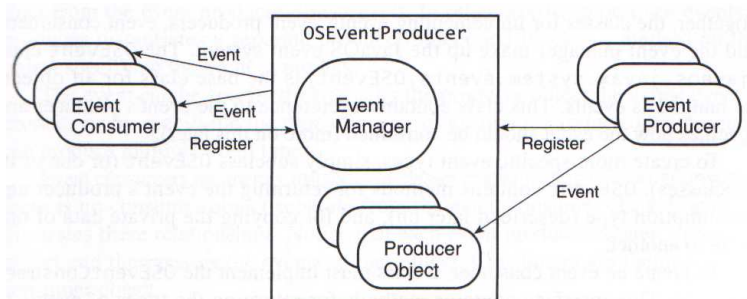 OSEventProducer
Event
Event
Consumer
Event
Register
Event
Manager
Event
Producer
Register
Event
Producer
Object